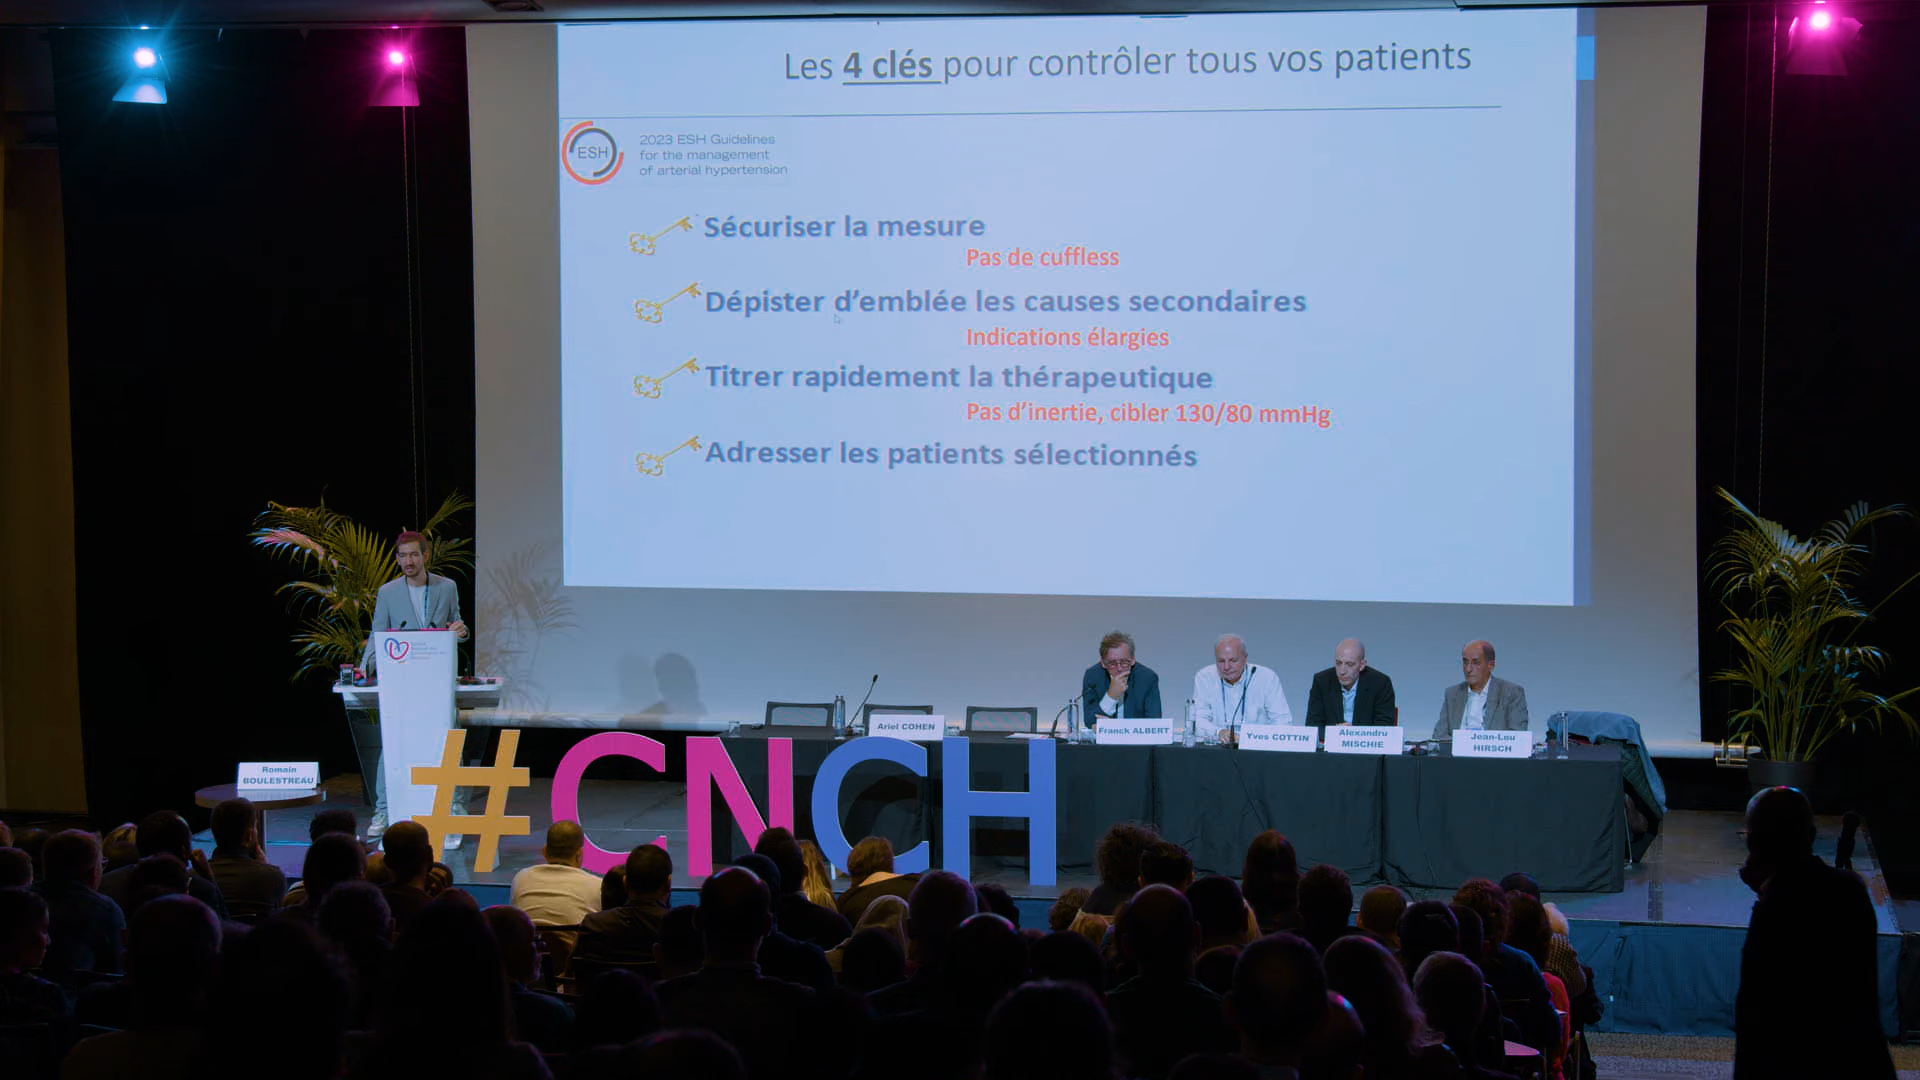 Les 4 clés pour contrôler tous vos patients
ESH
2023 ESH Guidelines
for the management
of arterial hypertension
Sécuriser la mesure
Pas de cuffless
Dépister d’emblée les causes secondaires
Indications élargies
Titrer rapidement la thérapeutique
Pas d’inertie, cibler 130/80 mmHg
Adresser les patients sélectionnés
Ariel COHEN
Franck ALBERT
Yves COTTIN
Alexandru
MISCHIE
Jean-Lou
HIRSCH
Romain
BOULESTREAU
#CNCH